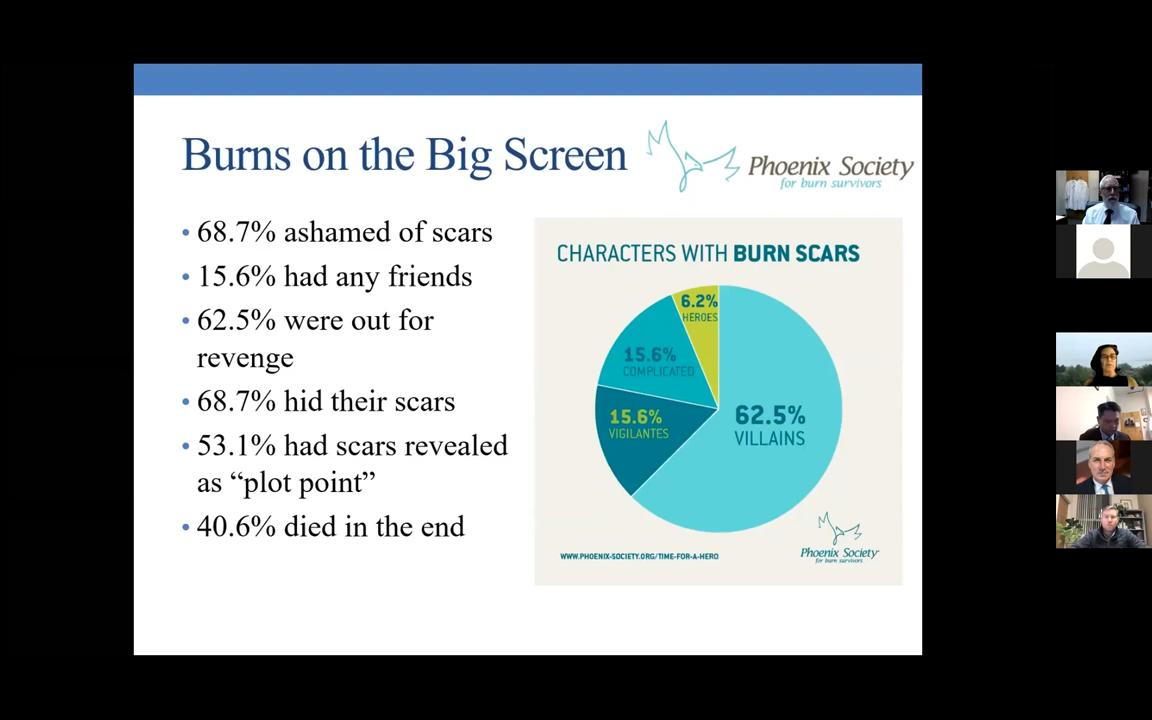 Burns on the Big Screen
Phoenix Society
for burn survivors
• 68.7% ashamed of scars
• 15.6% had any friends
• 62.5% were out for
revenge
• 68.7% hid their scars
• 53.1% had scars revealed
as “plot point”
• 40.6% died in the end
CHARACTERS WITH BURN SCARS
6.2%
HEROES
15.6%
COMPLICATED
15.6%
VIGILANTES
62.5%
VILLAINS
WWW.PHOENIX-SOCIETY.ORG/TIME-FOR-A-HERO
Phoenix Society
for burn survivors